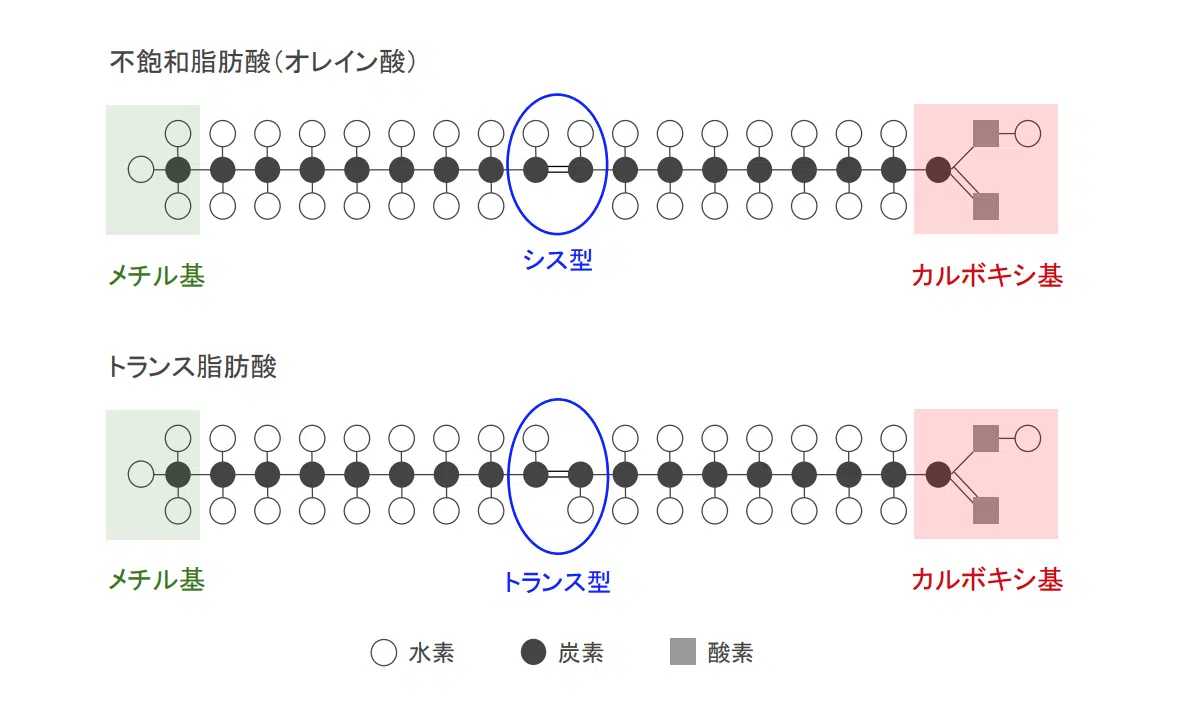 不飽和脂肪酸（オレイン酸）
シス型
メチル基
カルボキシ基
トランス脂肪酸
メチル基
トランス型
カルボキシ基
水素
炭素
酸素